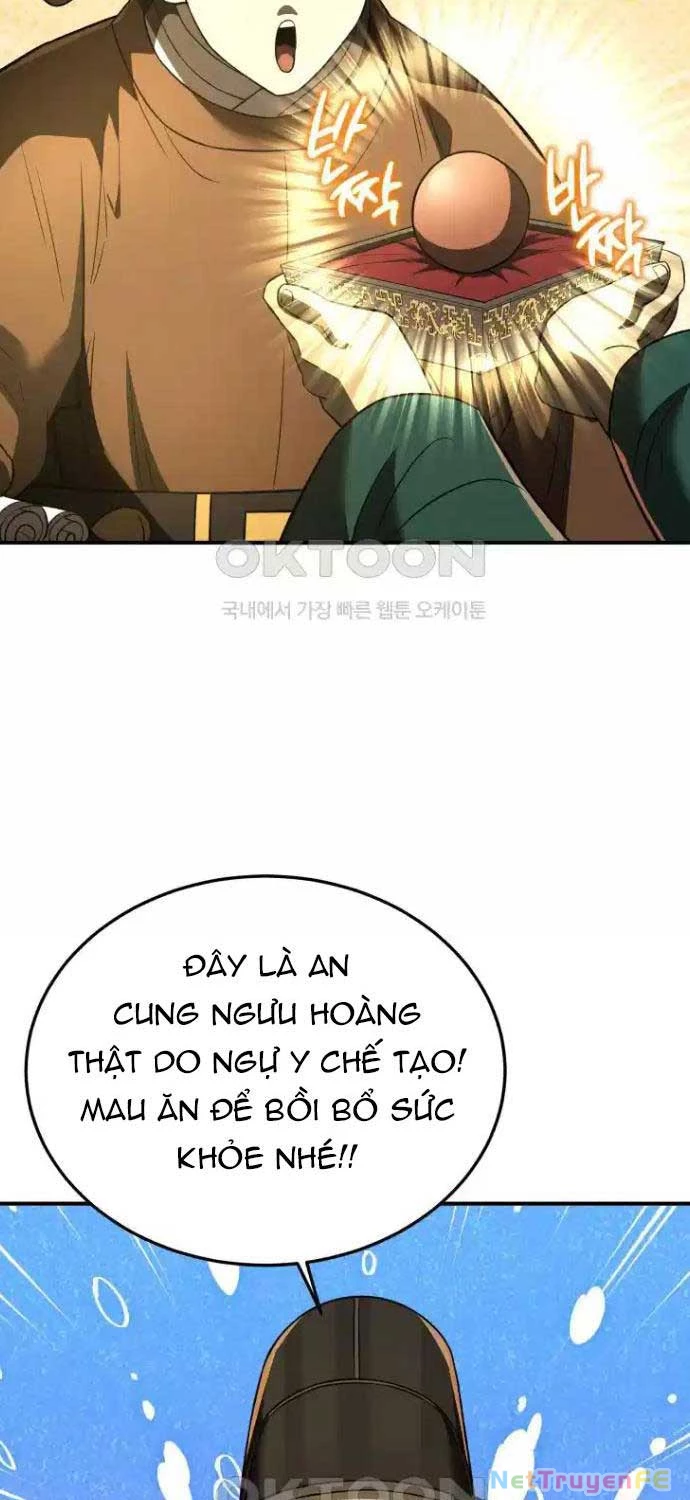 반짝
반짝
OKTOON
국내에서 가장 빠른 웹툰 오케이툰
ĐÂY LÀ AN
CUNG NGƯU HOÀNG
THẬT DO NGỰ Y CHẾ TẠO!
MAU ĂN ĐỂ BỒI BỔ SỨC
KHỎE NHÉ!!
OKTOON
NetTruyenFE